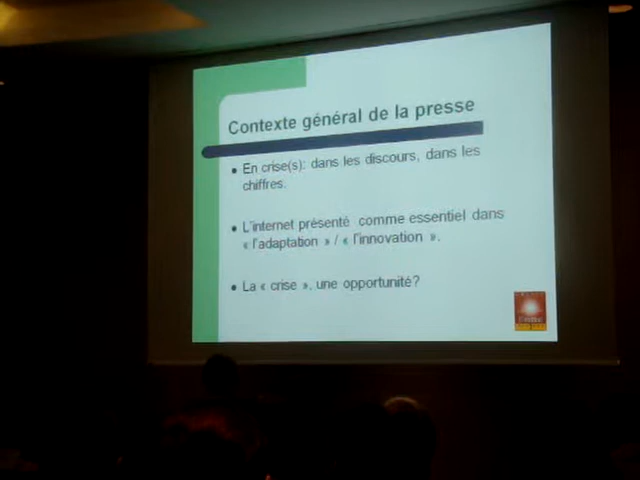 Contexte général de la presse
• En crise(s): dans les discours, dans les
chiffres.
• L'internet présenté comme essentiel dans
« l'adaptation » / « l'innovation ».
• La « crise », une opportunité?